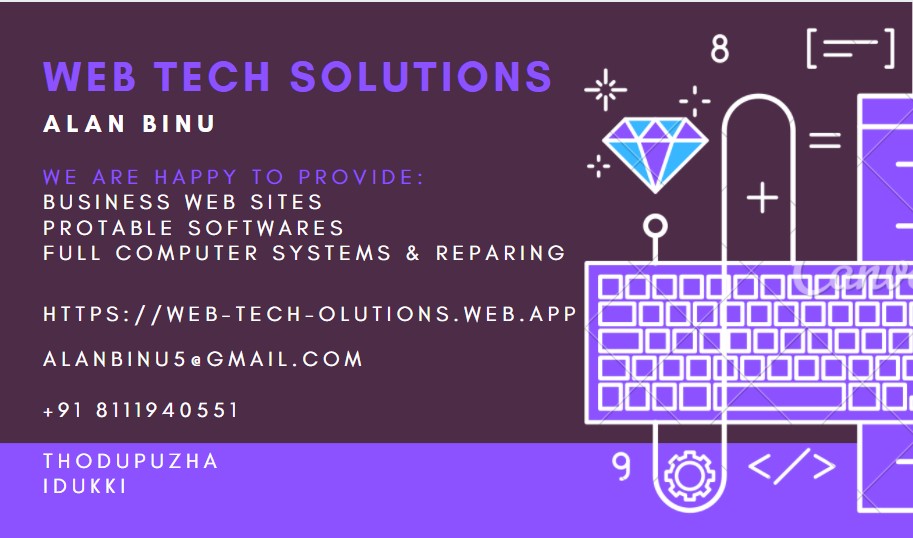 WEB TECH SOLUTIONS
ALAN BINU
WE ARE HAPPY TO PROVIDE:
BUSINESS WEB SITES
PROTABLE SOFTWARES
FULL COMPUTER SYSTEMS & REPARING
HTTPS://WEB-TECH-OLUTIONS.WEB.APP
ALANBINU5@GMAIL.COM
+91 8111940551
THODUPUZHA
IDUKKI
8
=
+
9
</>